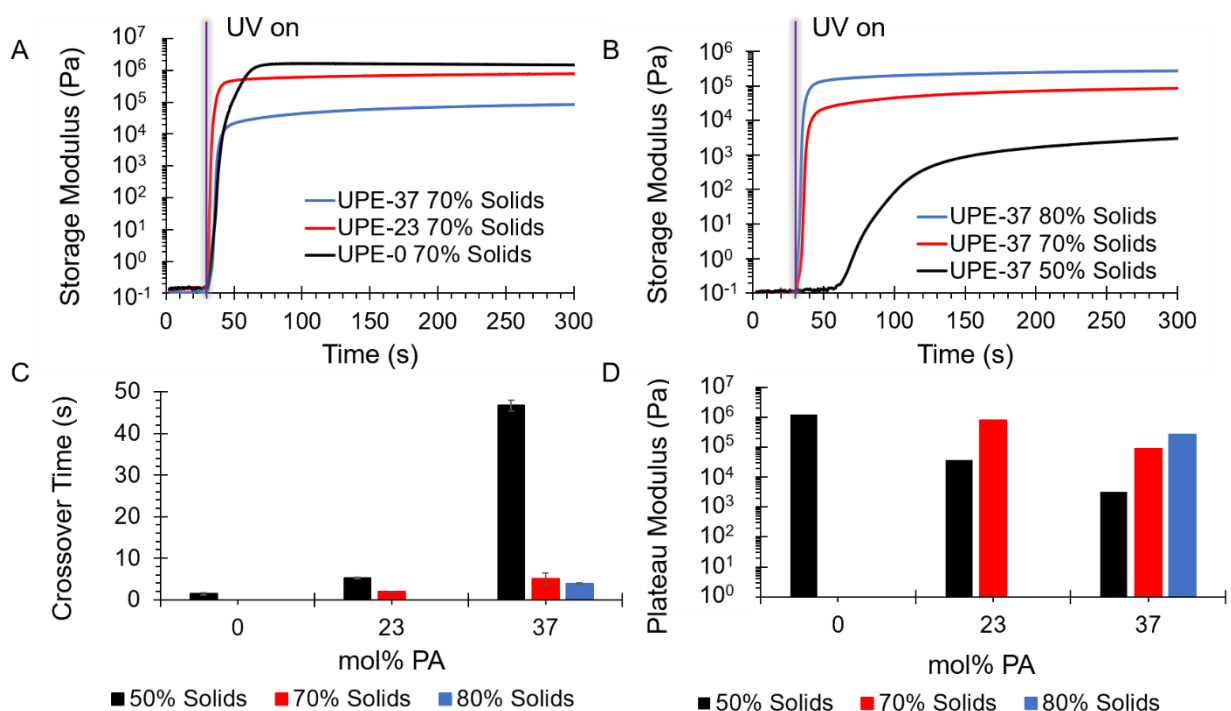 A
UV on
Storage Modulus (Pa)
10^7
10^6
10^5
10^4
10^3
10^2
10^1
10^0
10^-1
UPE-37 70% Solids
UPE-23 70% Solids
UPE-0 70% Solids
0 50 100 150 200 250 300
Time (s)
B
UV on
Storage Modulus (Pa)
10^7
10^6
10^5
10^4
10^3
10^2
10^1
10^0
10^-1
UPE-37 80% Solids
UPE-37 70% Solids
UPE-37 50% Solids
0 50 100 150 200 250 300
Time (s)
C
Crossover Time (s)
50
40
30
20
10
0
0 23 37
mol% PA
50% Solids 70% Solids 80% Solids
D
Plateau Modulus (Pa)
10^7
10^6
10^5
10^4
10^3
10^2
10^1
10^0
0 23 37
mol% PA
50% Solids 70% Solids 80% Solids